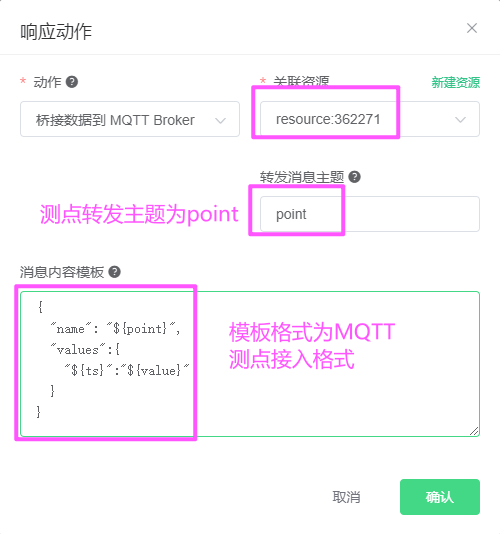 响应动作
* 动作
* 关联资源
新建资源
桥接数据到 MQTT Broker
resource:362271
转发消息主题
测点转发主题为point
point
消息内容模板
{
"name": "${point}",
"values":{
"${ts}":"${value}"
}
}
模板格式为MQTT
测点接入格式
取消
确认